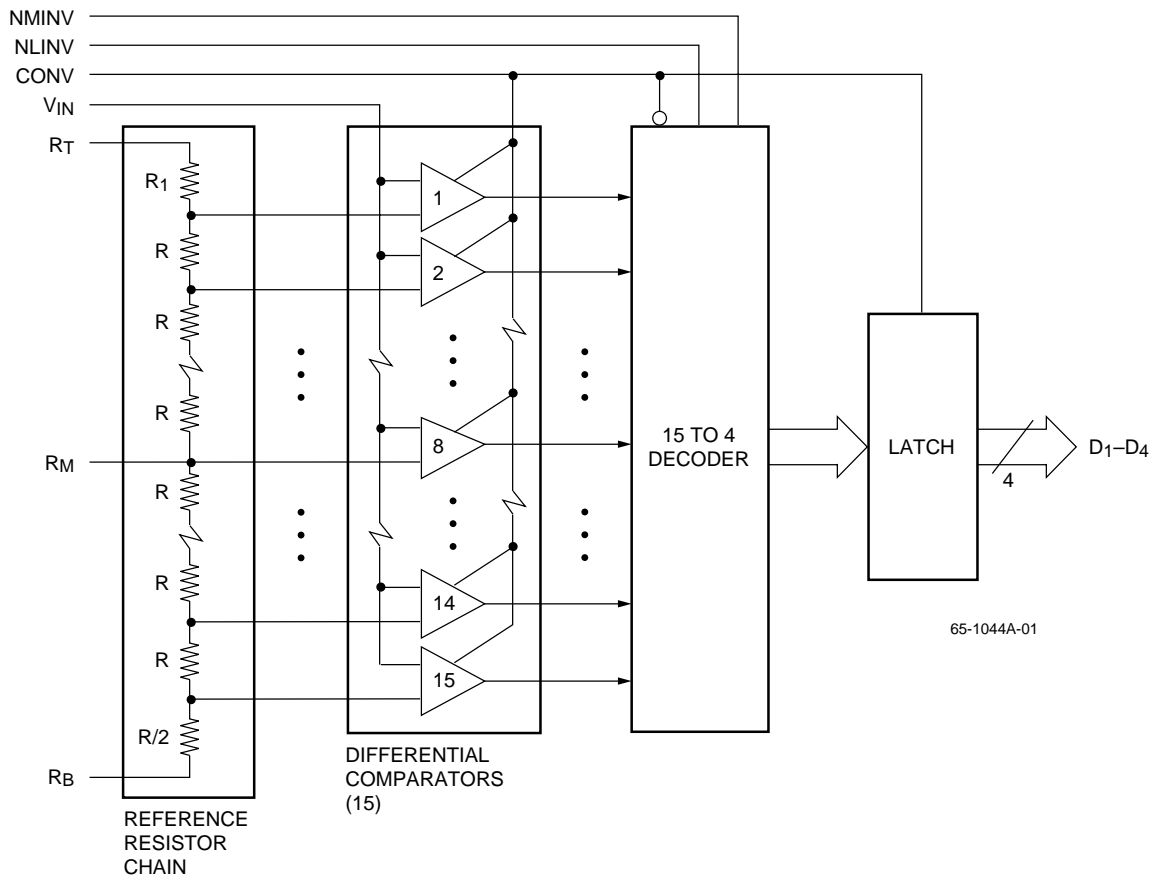 NMINV
NLINV
CONV
VIN
RT
R1
R
R
R
RM
R
R
R
R/2
RB
REFERENCE
RESISTOR
CHAIN
1
2
8
14
15
DIFFERENTIAL
COMPARATORS
(15)
15 TO 4
DECODER
LATCH
4
D1–D4
65-1044A-01